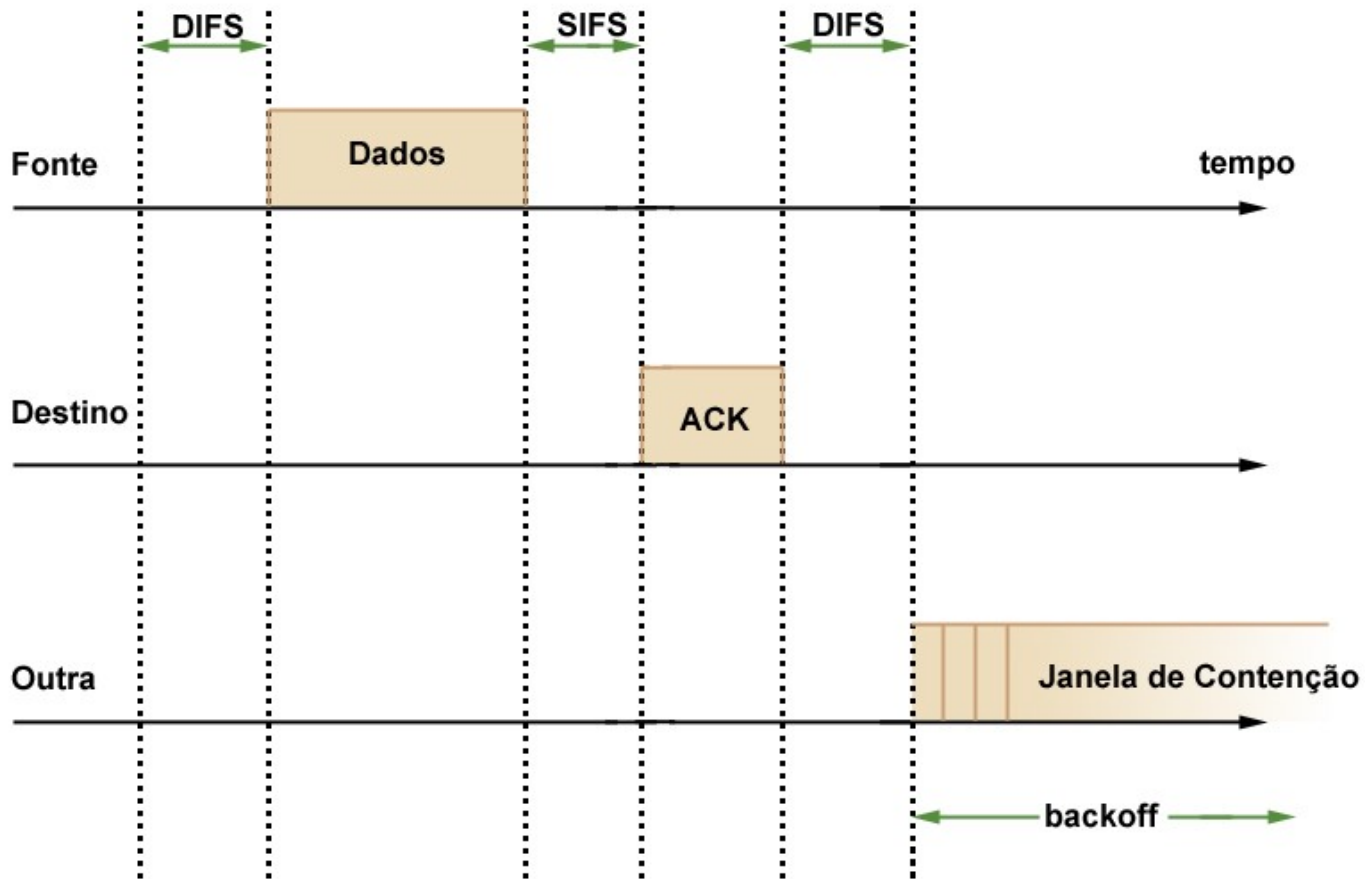 DIFS
SIFS
DIFS
Dados
Fonte
tempo
Destino
ACK
Outra
Janela de Contenção
backoff